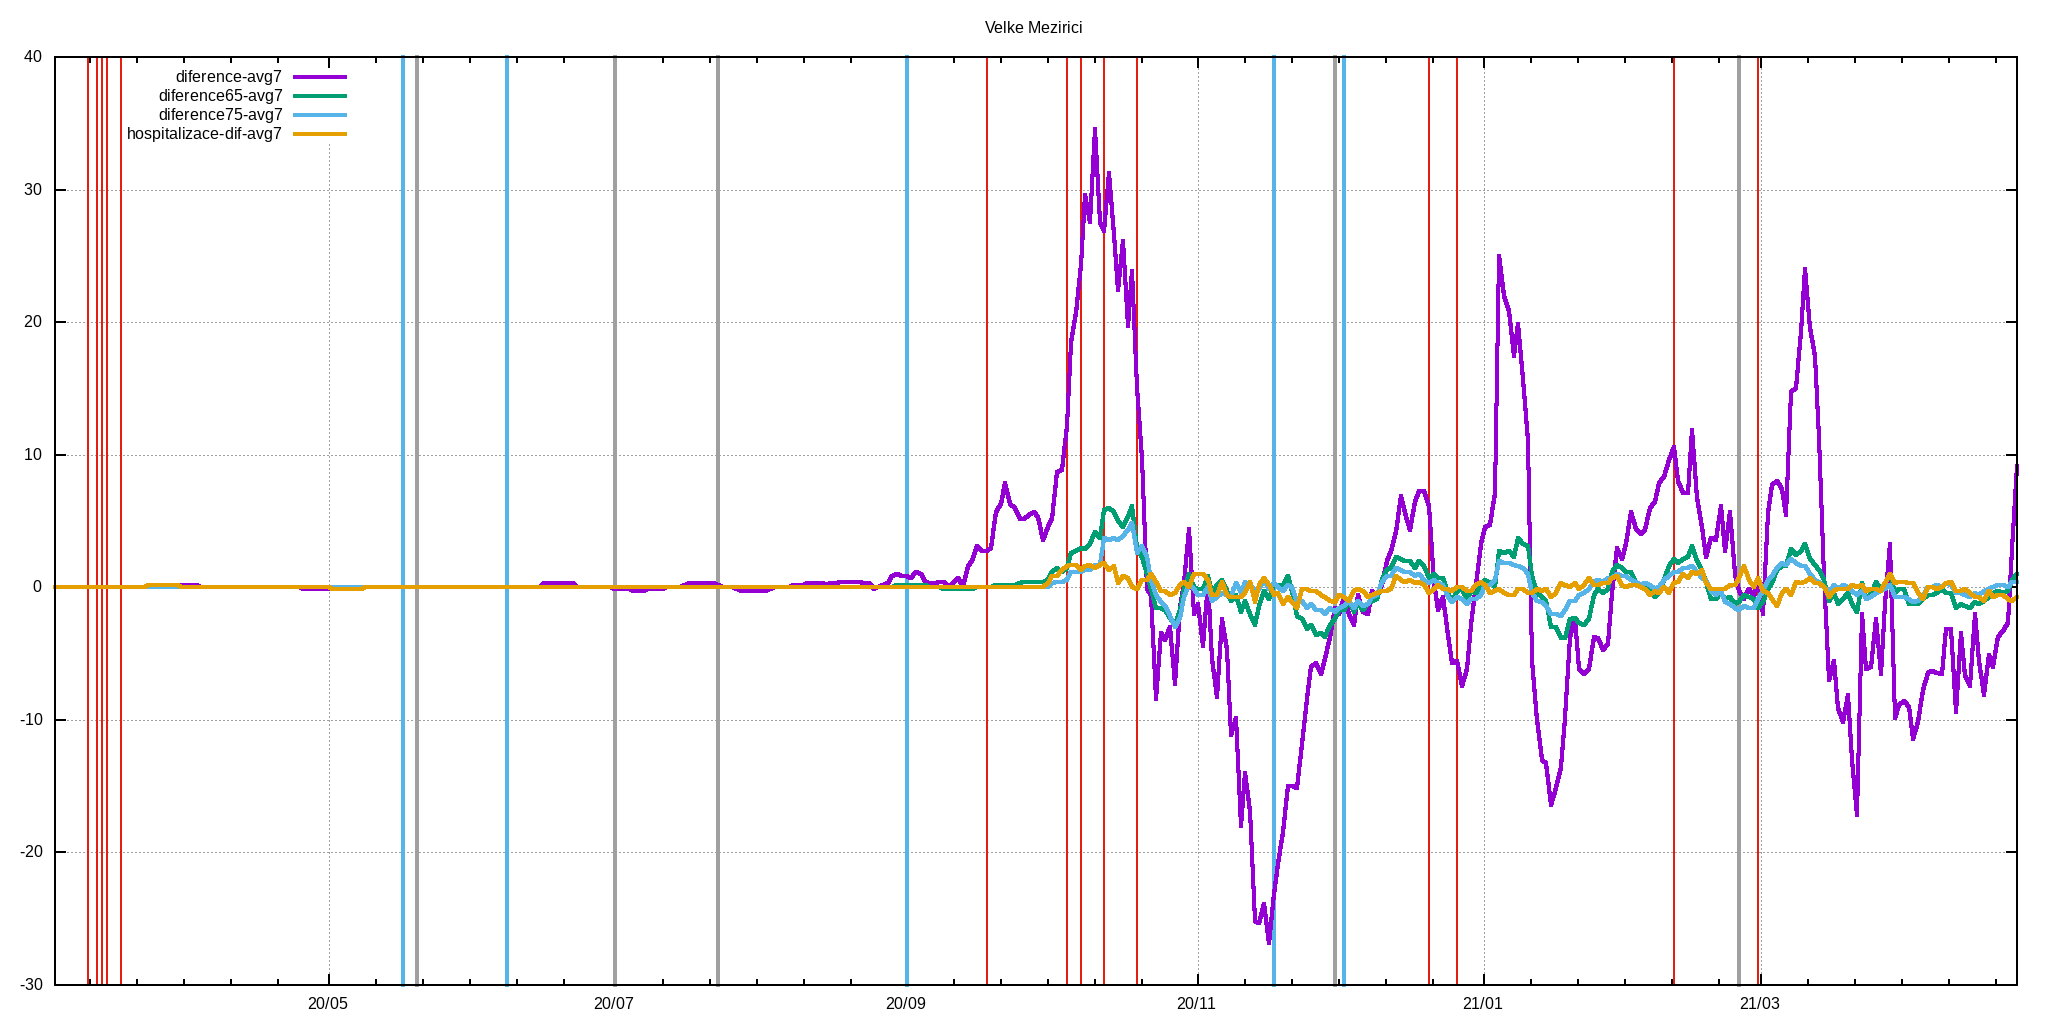 Velke Mezirici
diference-avg7
diference65-avg7
diference75-avg7
hospitalizace-dif-avg7
40
30
20
10
0
-10
-20
-30
20/05 20/07 20/09 20/11 21/01 21/03